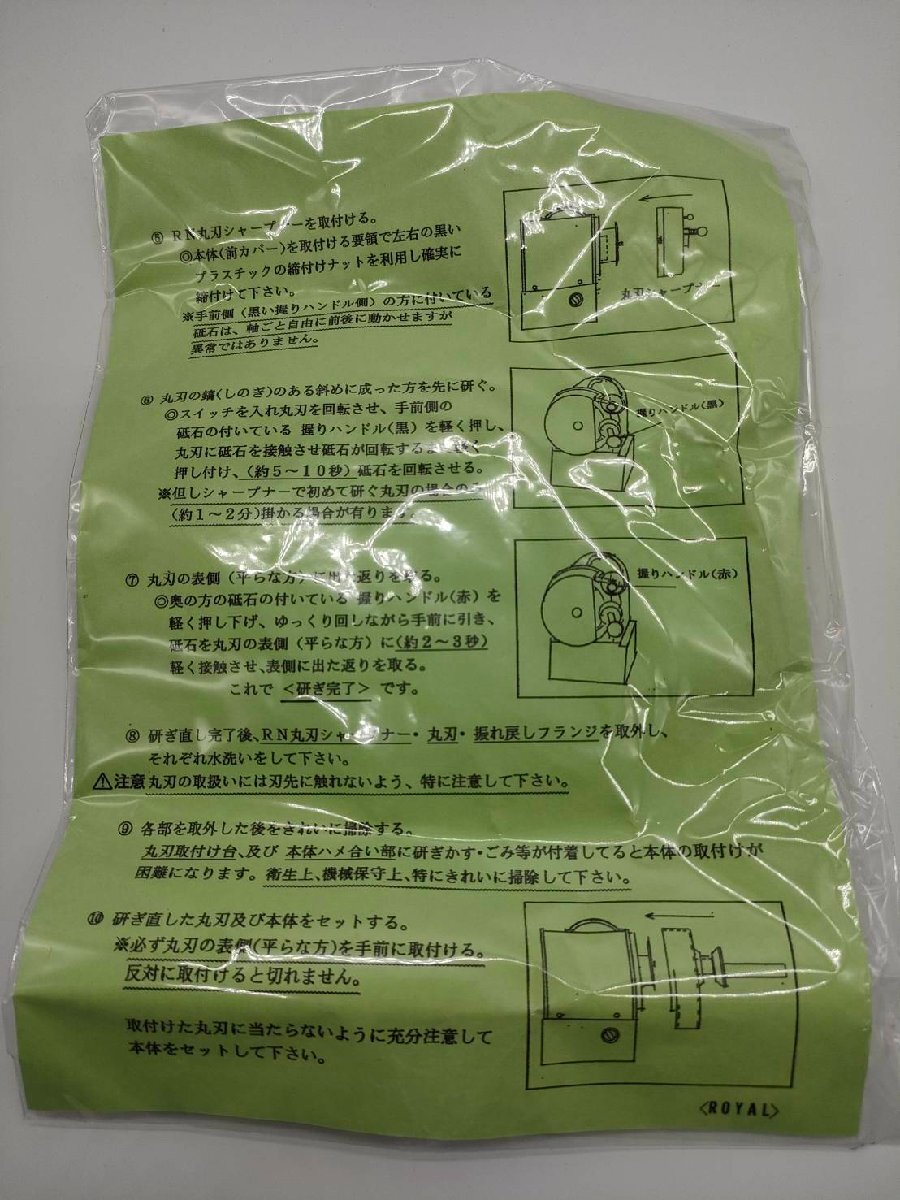 ⑤ RN丸刃シャープナーを取付ける。
◎本体(前カバー)を取付ける要領で左右の黒い
プラスチックの締付けナットを利用し確実に
締付けて下さい。
※手前側(黒い握りハンドル側)の方に付いている
砥石は、軸ごと自由に前後に動かせますが
異常ではありません。
丸刃シャープナー
⑥ 丸刃の鎬(しのぎ)のある斜めに成った方を先に研ぐ。
◎スイッチを入れ丸刃を回転させ、手前側の
砥石の付いている 握りハンドル(黒)を軽く押し、
丸刃に砥石を接触させ砥石が回転する
押し付け、(約5〜10秒)砥石を回転させる。
※但しシャープナーで初めて研ぐ丸刃の場合のみ
(約1〜2分)掛かる場合が有ります。
握りハンドル(黒)
⑦ 丸刃の表側(平らな方)に出た返りを取る。
◎奥の方の砥石の付いている 握りハンドル(赤)を
軽く押し下げ、ゆっくり回しながら手前に引き、
砥石を丸刃の表側(平らな方)に(約2〜3秒)
軽く接触させ、表側に出た返りを取る。
これで <研ぎ完了> です。
握りハンドル(赤)
⑧ 研ぎ直し完了後、RN丸刃シャープナー・丸刃・振れ戻しフランジを取外し、
それぞれ水洗いをして下さい。
⚠注意 丸刃の取扱いには刃先に触れないよう、特に注意して下さい。
⑨ 各部を取外した後をきれいに掃除する。
丸刃取付け台、及び 本体ハメ合い部に研ぎかす・ごみ等が付着してると本体の取付けが
困難になります。衛生上、機械保守上、特にきれいに掃除して下さい。
⑩ 研ぎ直した丸刃及び本体をセットする。
※必ず丸刃の表側(平らな方)を手前に取付ける。
反対に取付けると切れません。
取付けた丸刃に当たらないように充分注意して
本体をセットして下さい。
<ROYAL>